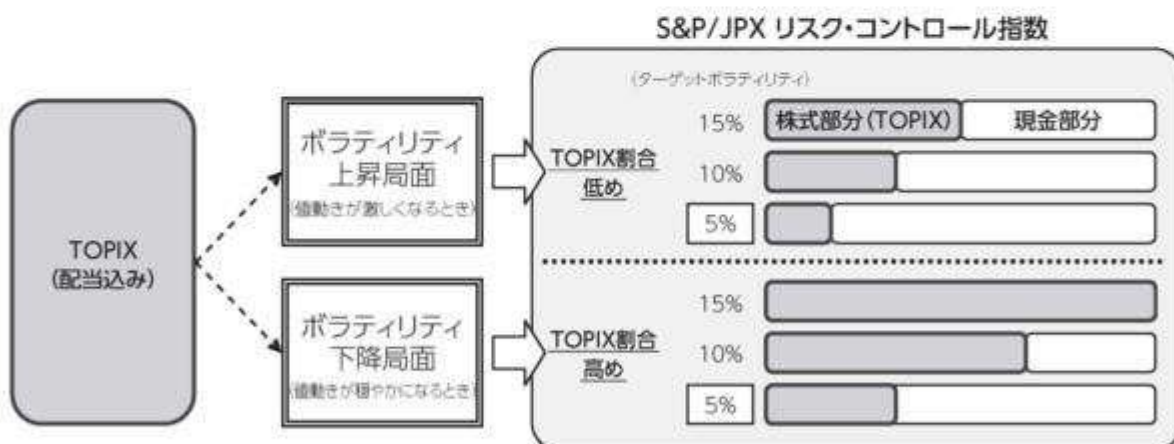 S&P/JPX リスク・コントロール指数
(ターゲットボラティリティ)
TOPIX
(配当込み)
ボラティリティ
上昇局面
(値動きが激しくなるとき)
TOPIX割合
低め
15%
株式部分(TOPIX)
現金部分
10%
5%
ボラティリティ
下降局面
(値動きが穏やかになるとき)
TOPIX割合
高め
15%
10%
5%